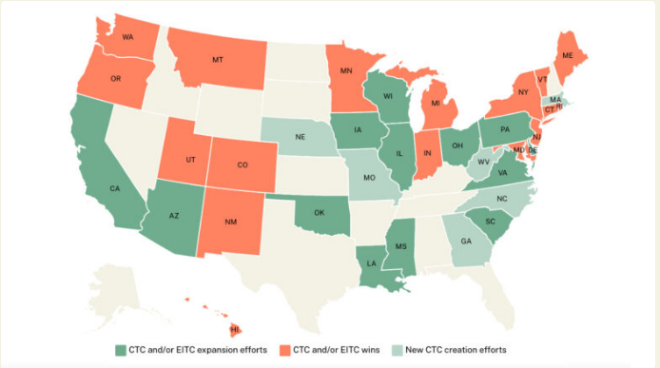 WA
ME
MT
VT
MN
OR
NY
MA
WI
MI
CT RI
PA
NJ
IA
NE
OH
MD DE
IL
IN
UT
CO
WV
VA
CA
MO
NC
OK
AZ
NM
SC
MS
GA
LA
HI
CTC and/or EITC expansion efforts CTC and/or EITC wins New CTC creation efforts